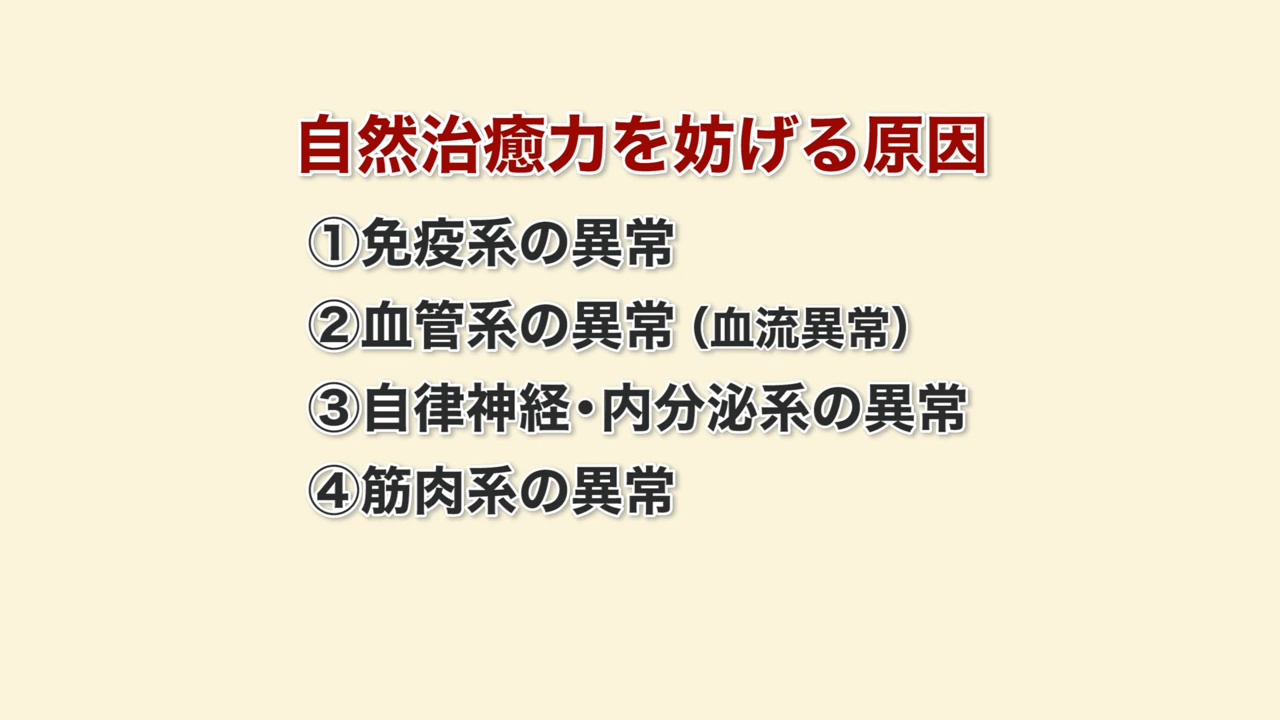 自然治癒力を妨げる原因
①免疫系の異常
②血管系の異常（血流異常）
③自律神経・内分泌系の異常
④筋肉系の異常